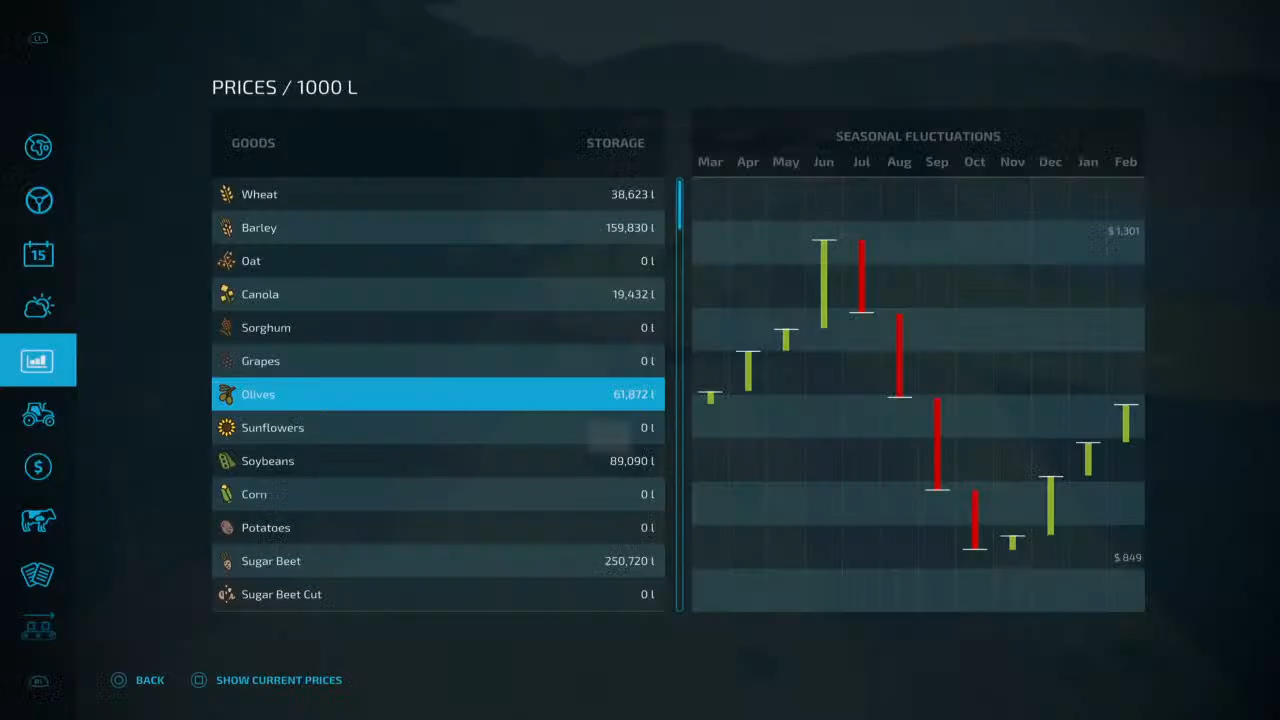 PRICES / 1000 L
GOODS STORAGE
SEASONAL FLUCTUATIONS
Mar Apr May Jun Jul Aug Sep Oct Nov Dec Jan Feb
Wheat 38,623 l
Barley 159,830 l
$ 1,301
Oat 0 l
15
Canola 19,432 l
Sorghum 0 l
Grapes 0 l
Olives 61,872 l
Sunflowers 0 l
Soybeans 89,090 l
$
Corn 0 l
Potatoes 0 l
Sugar Beet 250,720 l
$ 849
Sugar Beet Cut 0 l
BACK SHOW CURRENT PRICES